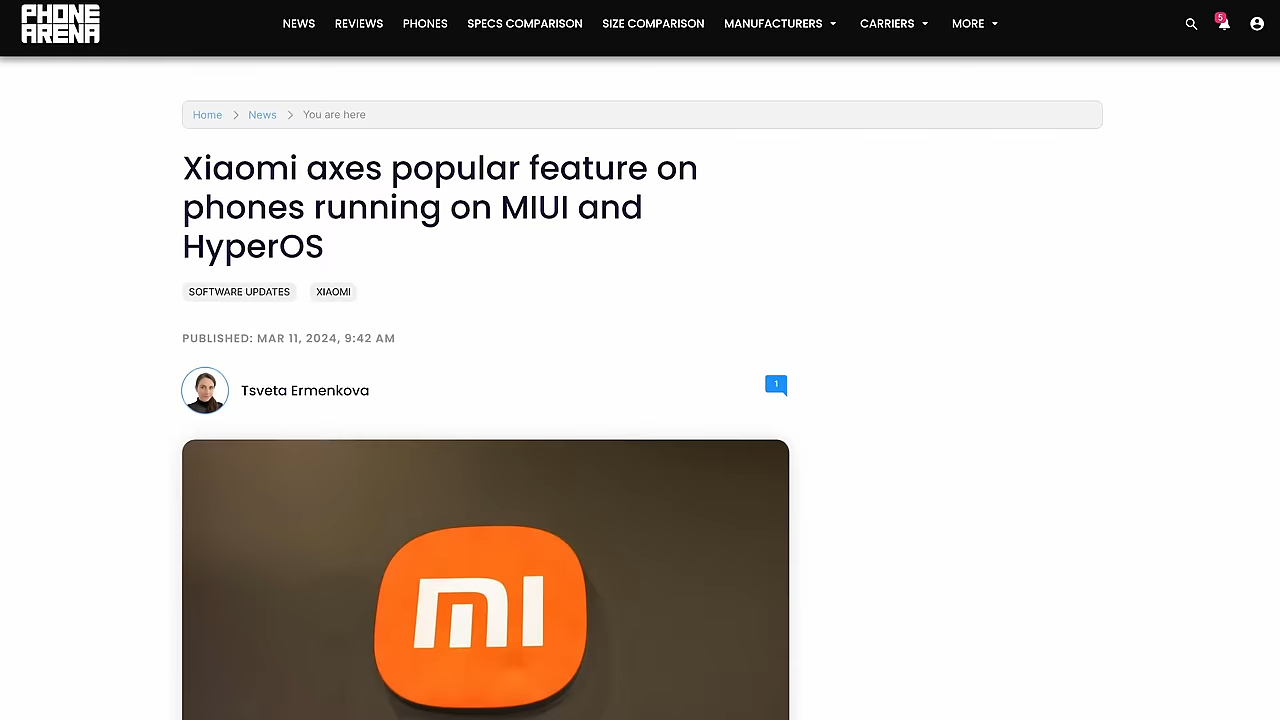 PHONE
ARENA
NEWS REVIEWS PHONES SPECS COMPARISON SIZE COMPARISON MANUFACTURERS CARRIERS MORE
5
Home > News > You are here
Xiaomi axes popular feature on
phones running on MIUI and
HyperOS
SOFTWARE UPDATES XIAOMI
PUBLISHED: MAR 11, 2024, 9:42 AM
Tsveta Ermenkova
1
mi